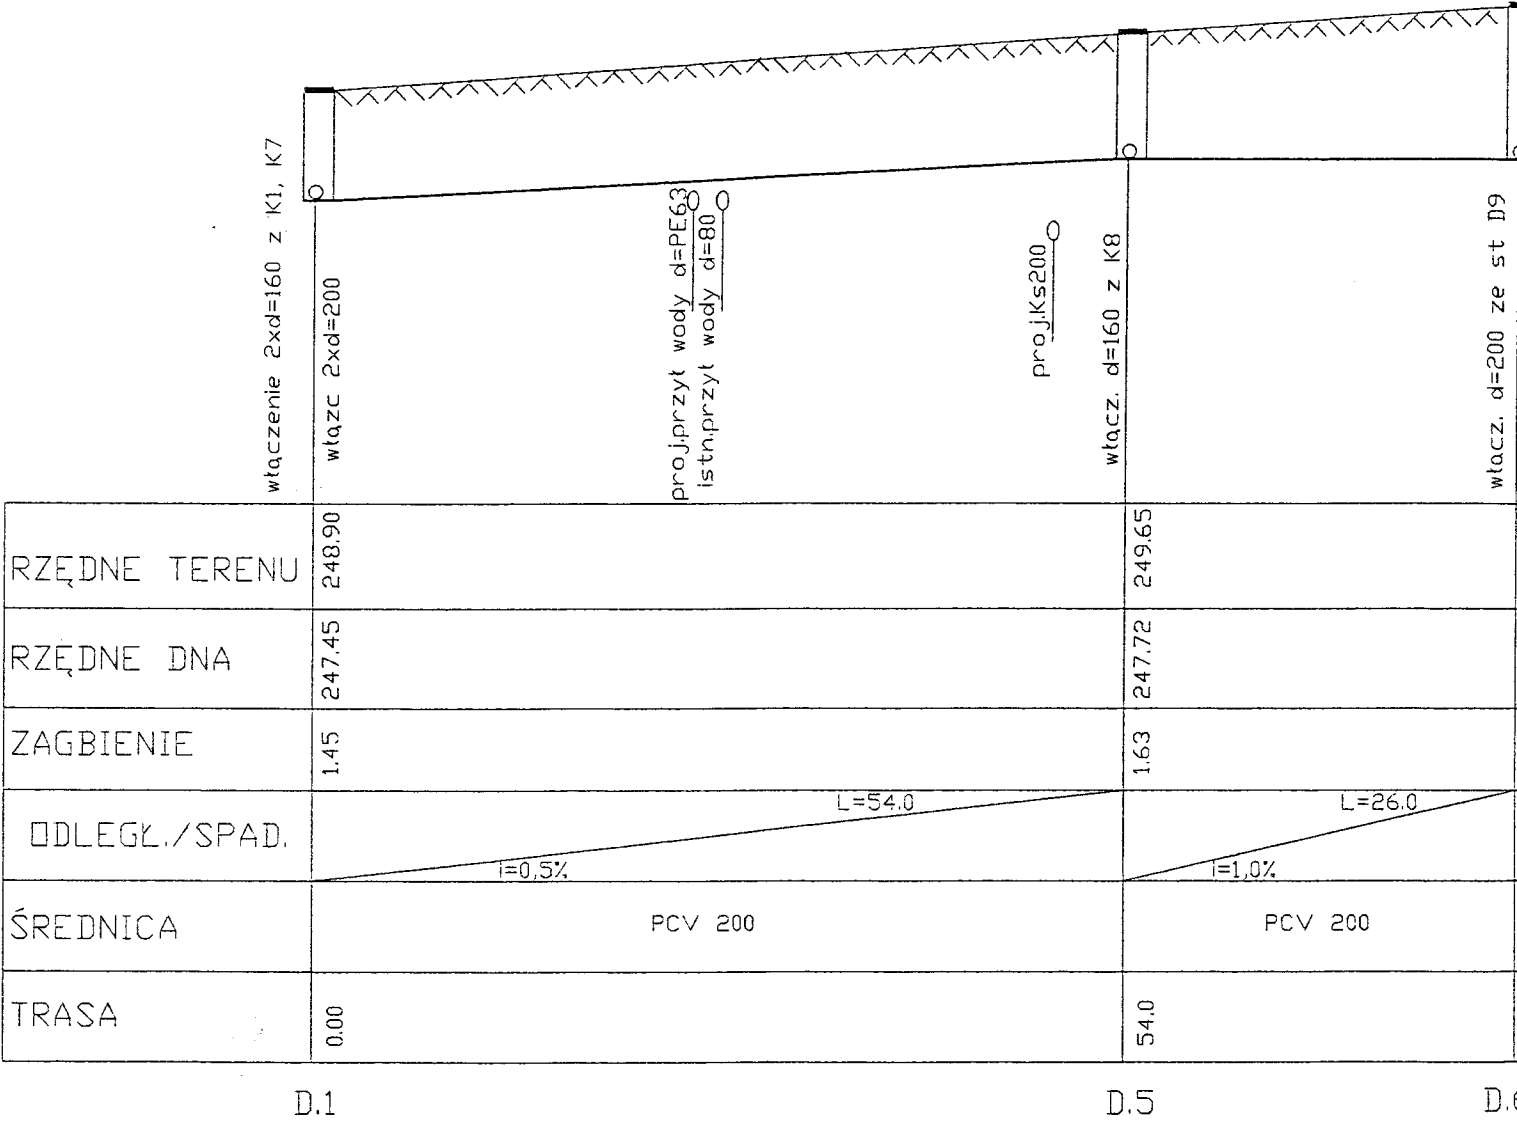 włączenie 2xd=160 z K1, K7
włązc 2xd=200
proj.przył wody d=PE63
istn.przył wody d=80
proj.Ks200
włącz. d=160 z K8
włacz. d=200 ze st D9
RZĘDNE TERENU 248.90 249.65
RZĘDNE DNA 247.45 247.72
ZAGBIENIE 1.45 1.63
ODLEGŁ./SPAD. i=0,5% L=54.0 i=1,0% L=26.0
ŚREDNICA PCV 200 PCV 200
TRASA 0.00 54.0
D.1 D.5